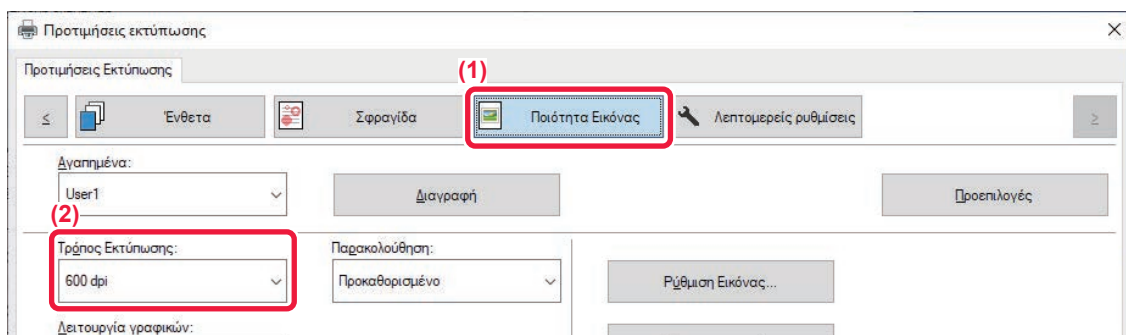 Προτιμήσεις εκτύπωσης
Προτιμήσεις Εκτύπωσης
(1)
≤ Ένθετα Σφραγίδα Ποιότητα Εικόνας Λεπτομερείς ρυθμίσεις ≥
Αγαπημένα:
User1 Διαγραφή Προεπιλογές
(2)
Τρόπος Εκτύπωσης: Παρακολούθηση:
600 dpi Προκαθορισμένο Ρύθμιση Εικόνας...
Λειτουργία γραφικών: